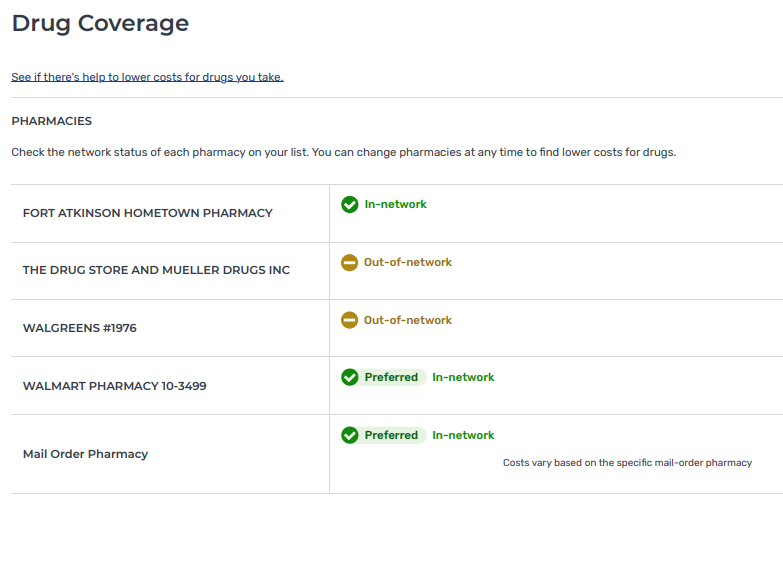 Drug Coverage
See if there's help to lower costs for drugs you take.
PHARMACIES
Check the network status of each pharmacy on your list. You can change pharmacies at any time to find lower costs for drugs.
FORT ATKINSON HOMETOWN PHARMACY
In-network
THE DRUG STORE AND MUELLER DRUGS INC
Out-of-network
WALGREENS #1976
Out-of-network
WALMART PHARMACY 10-3499
Preferred In-network
Mail Order Pharmacy
Preferred In-network
Costs vary based on the specific mail-order pharmacy